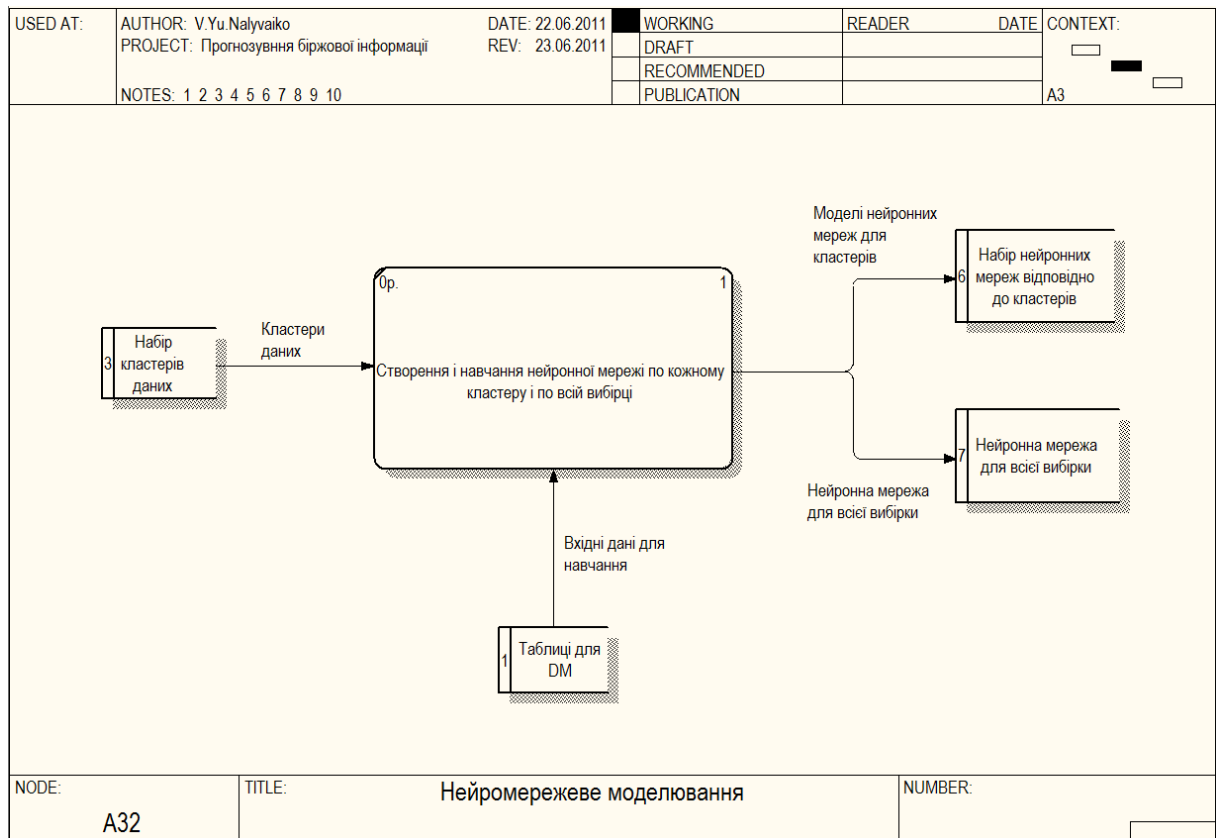 USED AT:
AUTHOR: V.Yu.Nalyvaiko
DATE: 22.06.2011
WORKING
READER
DATE
CONTEXT:
PROJECT: Прогнозувння біржової інформації
REV: 23.06.2011
DRAFT
RECOMMENDED
NOTES: 1 2 3 4 5 6 7 8 9 10
PUBLICATION
A3
Моделі нейронних
мереж для
кластерів
6
Набір нейронних
мереж відповідно
до кластерів
0р.
1
3
Набір
кластерів
даних
Кластери
даних
Створення і навчання нейронної мережі по кожному
кластеру і по всій вибірці
7
Нейронна мережа
для всієї вибірки
Нейронна мережа
для всієї вибірки
Вхідні дані для
навчання
1
Таблиці для
DM
NODE:
A32
TITLE:
Нейромережеве моделювання
NUMBER: